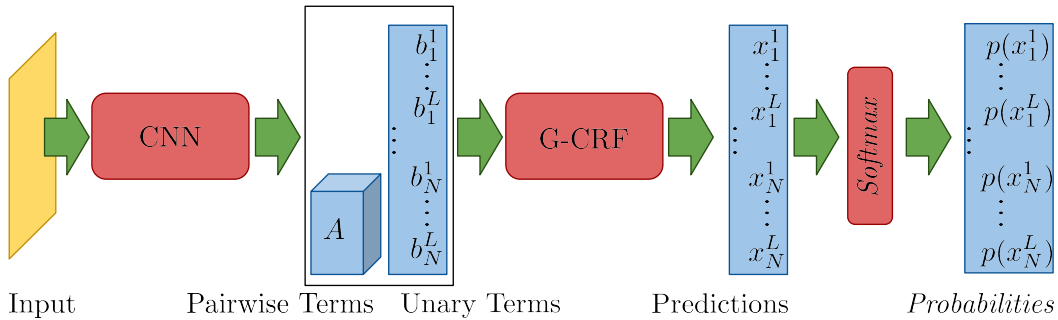 Input
CNN
A
Pairwise Terms
b_1^1
......
b_1^L
...
b_N^1
......
b_N^L
Unary Terms
G-CRF
x_1^1
......
x_1^L
...
x_N^1
......
x_N^L
Predictions
Softmax
p(x_1^1)
......
p(x_1^L)
...
p(x_N^1)
......
p(x_N^L)
Probabilities